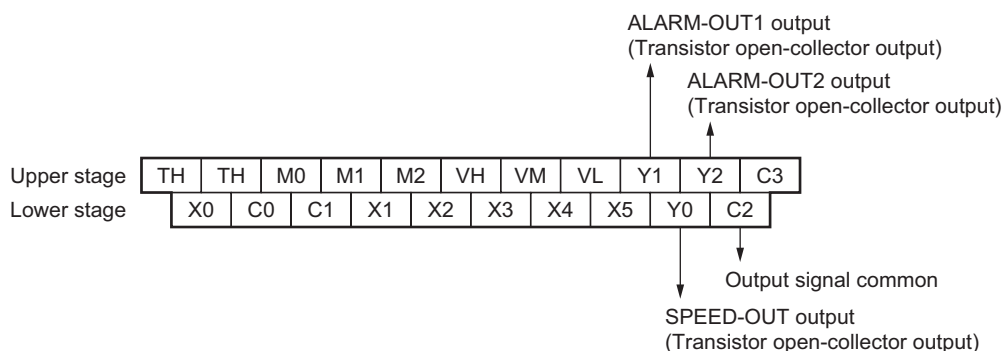 ALARM-OUT1 output
(Transistor open-collector output)
ALARM-OUT2 output
(Transistor open-collector output)
Upper stage TH TH M0 M1 M2 VH VM VL Y1 Y2 C3
Lower stage X0 C0 C1 X1 X2 X3 X4 X5 Y0 C2
Output signal common
SPEED-OUT output
(Transistor open-collector output)